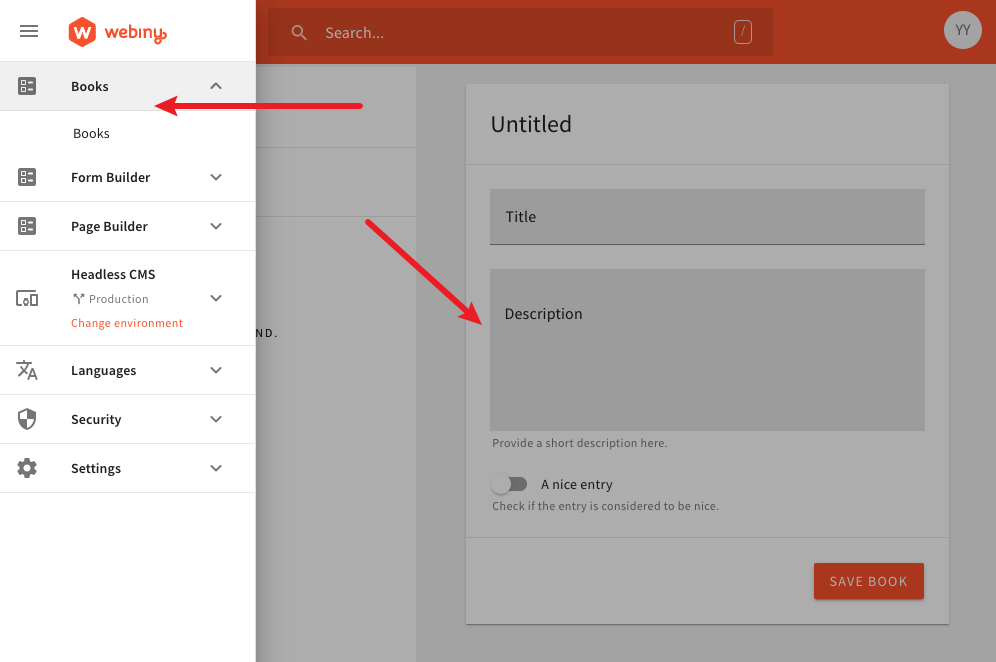 webiny
Search...
/
YY
Books
Books
Form Builder
Page Builder
Headless CMS
Production
Change environment
Languages
Security
Settings
ND.
Untitled
Title
Description
Provide a short description here.
A nice entry
Check if the entry is considered to be nice.
SAVE BOOK